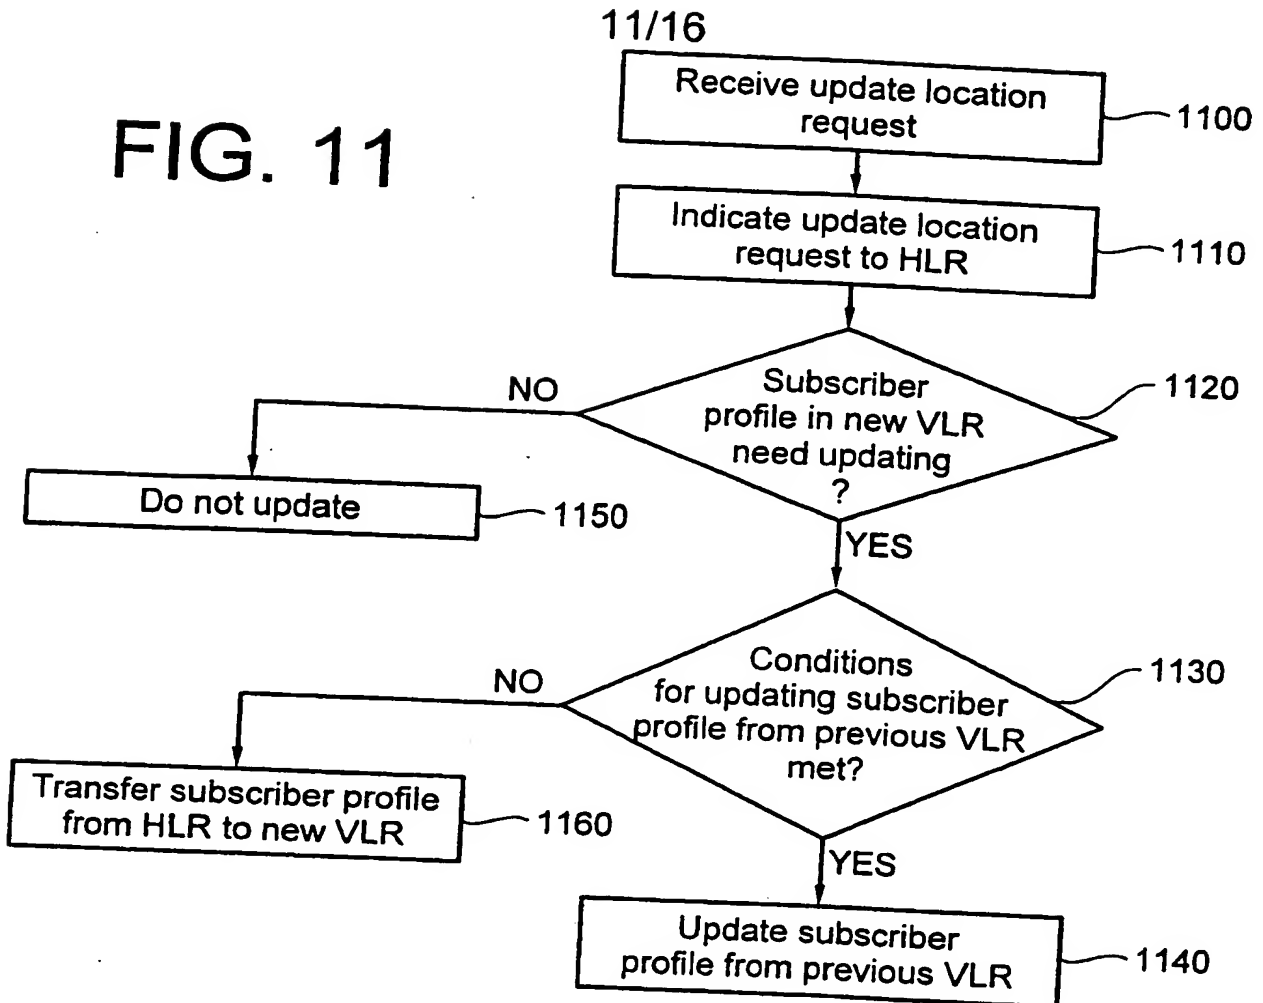 11/16
FIG. 11
Receive update location
request
1100
Indicate update location
request to HLR
1110
Subscriber
profile in new VLR
need updating
?
1120
NO
Do not update
1150
YES
Conditions
for updating subscriber
profile from previous VLR
met?
1130
NO
Transfer subscriber profile
from HLR to new VLR
1160
YES
Update subscriber
profile from previous VLR
1140